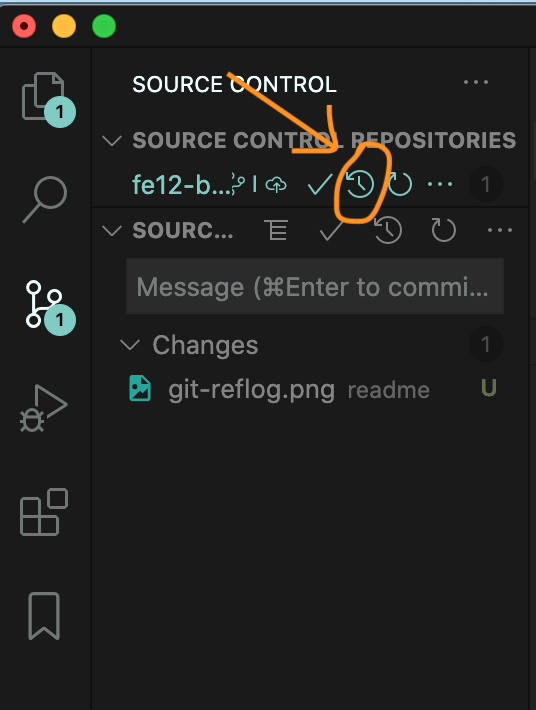 SOURCE CONTROL
1
SOURCE CONTROL REPOSITORIES
fe12-b... 1
SOURC...
Message (⌘Enter to commi...
1
Changes 1
git-reflog.png readme U